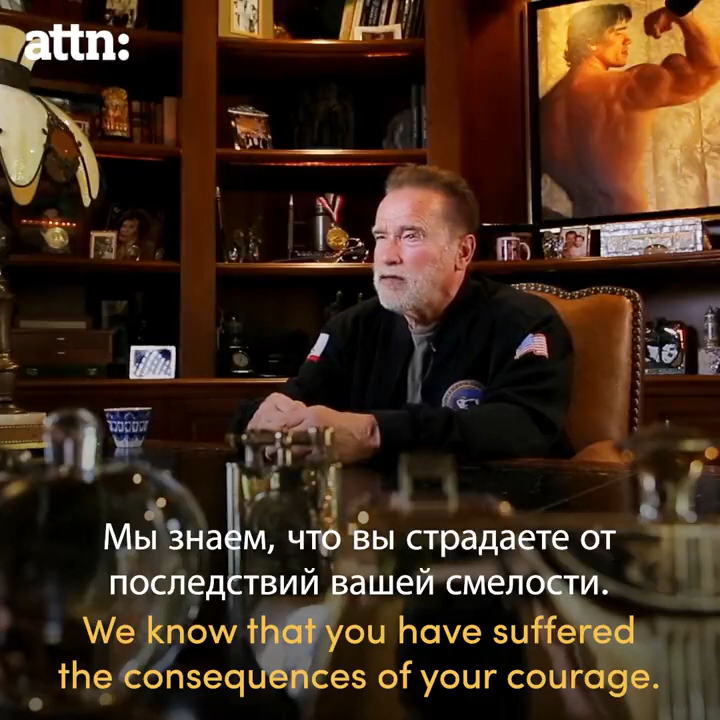 attn:
Мы знаем, что вы страдаете от
последствий вашей смелости.
We know that you have suffered
the consequences of your courage.